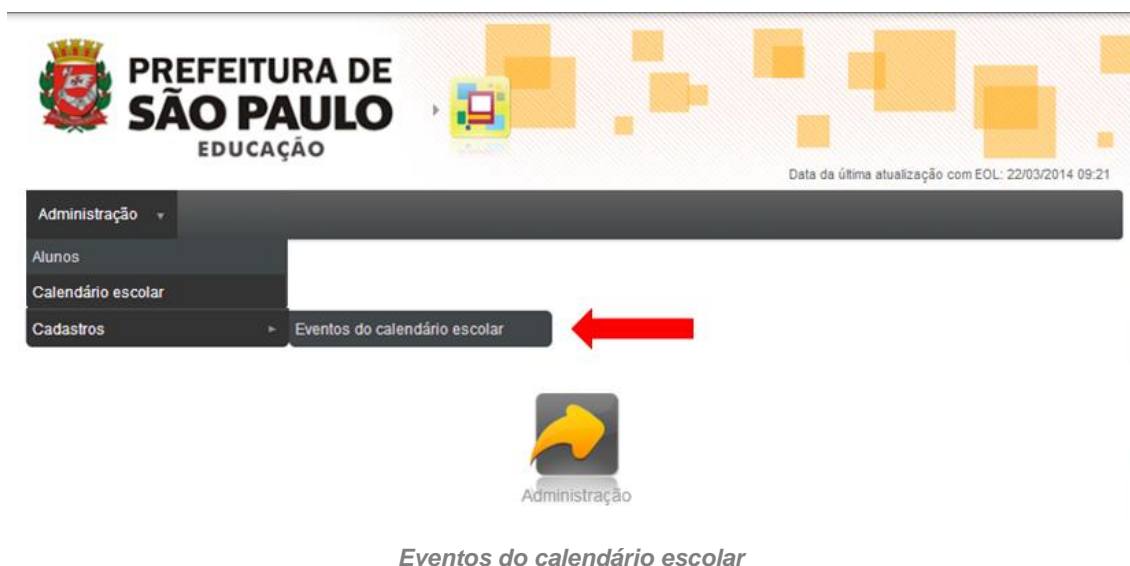 PREFEITURA DE
SÃO PAULO
EDUCAÇÃO
Data da última atualização com EOL: 22/03/2014 09:21
Administração
Alunos
Calendário escolar
Cadastros
Eventos do calendário escolar
Administração
Eventos do calendário escolar